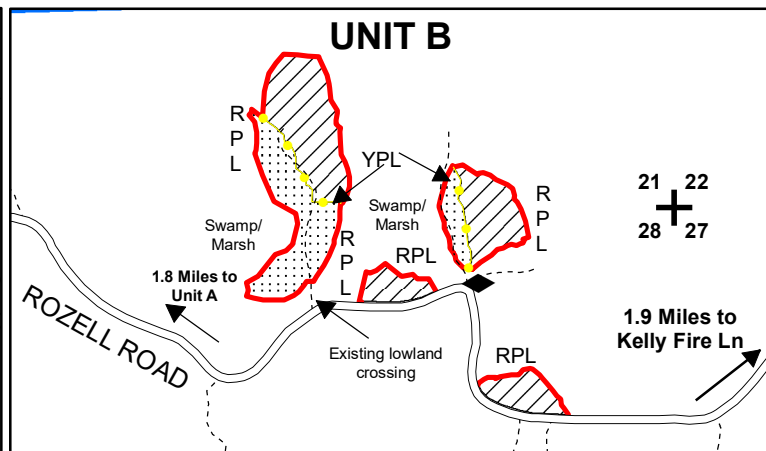 UNIT B
R
P
L
YPL
21 22
28 27
R
P
L
Swamp/
Marsh
Swamp/
Marsh
R
P
L
RPL
1.8 Miles to
Unit A
1.9 Miles to
Kelly Fire Ln
ROZELL ROAD
Existing lowland
crossing
RPL